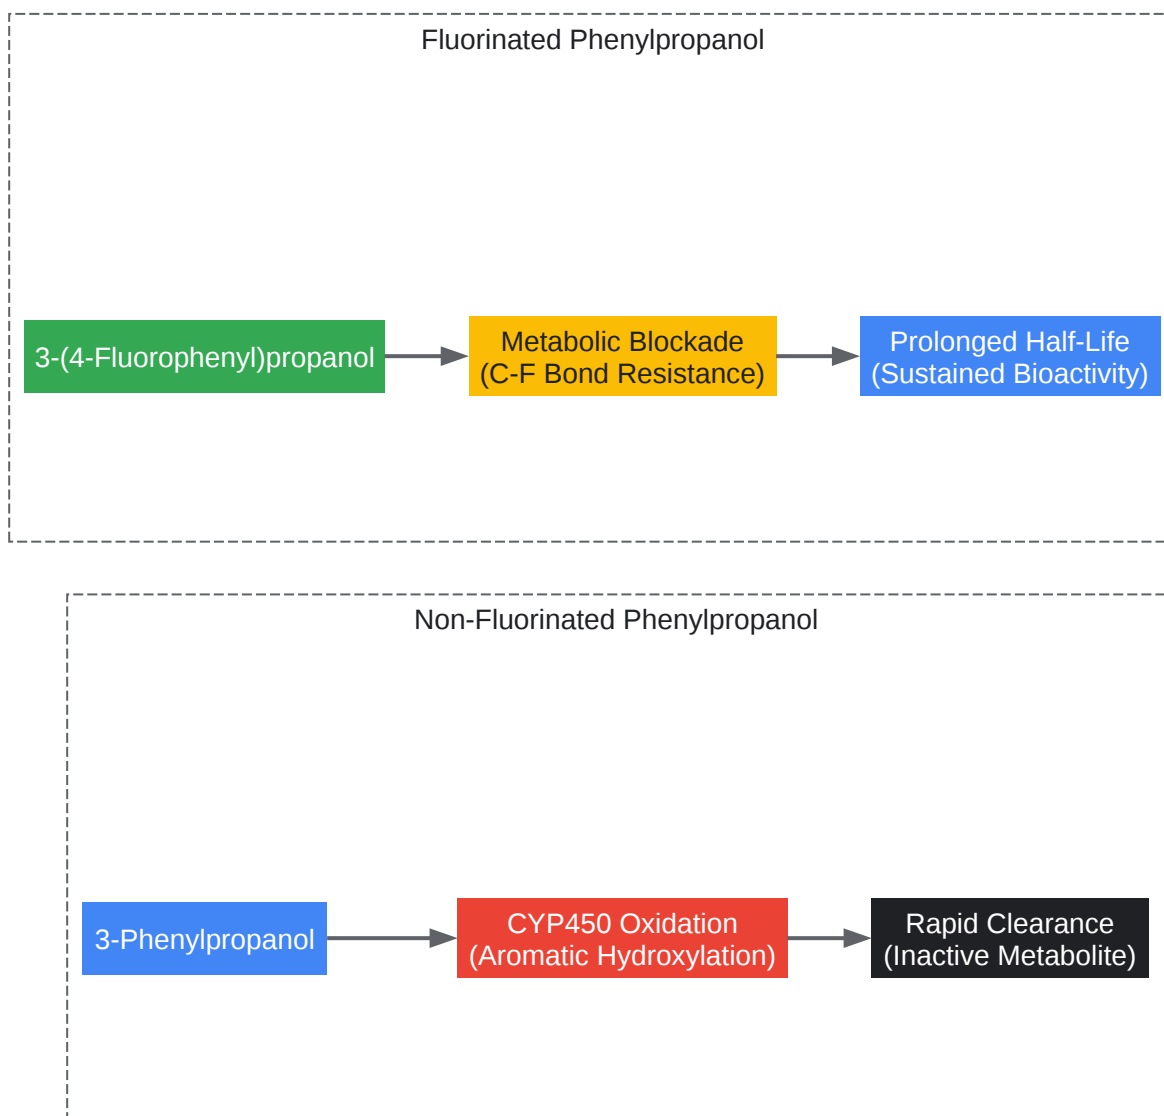 Fluorinated Phenylpropanol
3-(4-Fluorophenyl)propanol
Metabolic Blockade
(C-F Bond Resistance)
Prolonged Half-Life
(Sustained Bioactivity)
Non-Fluorinated Phenylpropanol
3-Phenylpropanol
CYP450 Oxidation
(Aromatic Hydroxylation)
Rapid Clearance
(Inactive Metabolite)